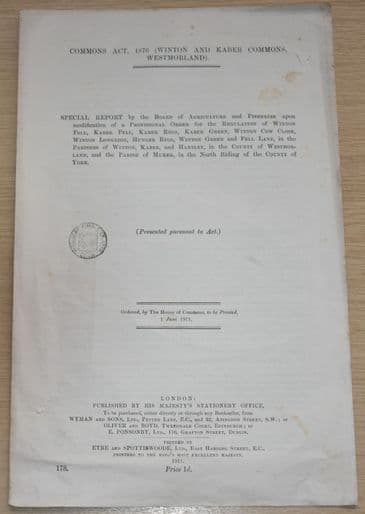 COMMONS ACT, 1876 (WINTON AND KABER COMMONS,
WESTMORLAND).
SPECIAL REPORT by the BOARD OF AGRICULTURE and FISHERIES upon
modification of a PROVISIONAL ORDER for the REGULATION of WINTON
FELL, KABER FELL, KABER RIGG, KABER GREEN, WINTON COW CLOSE,
WINTON LONGRIGG, HUNGER RIGG, WINTON GREEN and FELL LANE, in the
PARISHES of WINTON, KABER, and HARTLEY, in the COUNTY of WESTMOR-
LAND, and the PARISH of MUKER, in the NORTH RIDING of the COUNTY of
YORK.
(Presented pursuant to Act.)
Ordered, by The House of Commons, to be Printed,
1 June 1911.
LONDON:
PUBLISHED BY HIS MAJESTY'S STATIONERY OFFICE,
To be purchased, either directly or through any Bookseller, from
WYMAN AND SONS, LTD., FETTER LANE, E.C., and 32, ABINGDON STREET, S.W.; or
OLIVER AND BOYD, TWEEDDALE COURT, EDINBURGH; or
E. PONSONBY, LTD., 116, GRAFTON STREET, DUBLIN.
PRINTED BY
EYRE AND SPOTTISWOODE, LTD., EAST HARDING STREET, E.C.,
PRINTERS TO THE KING'S MOST EXCELLENT MAJESTY.
1911.
178. Price 1d.